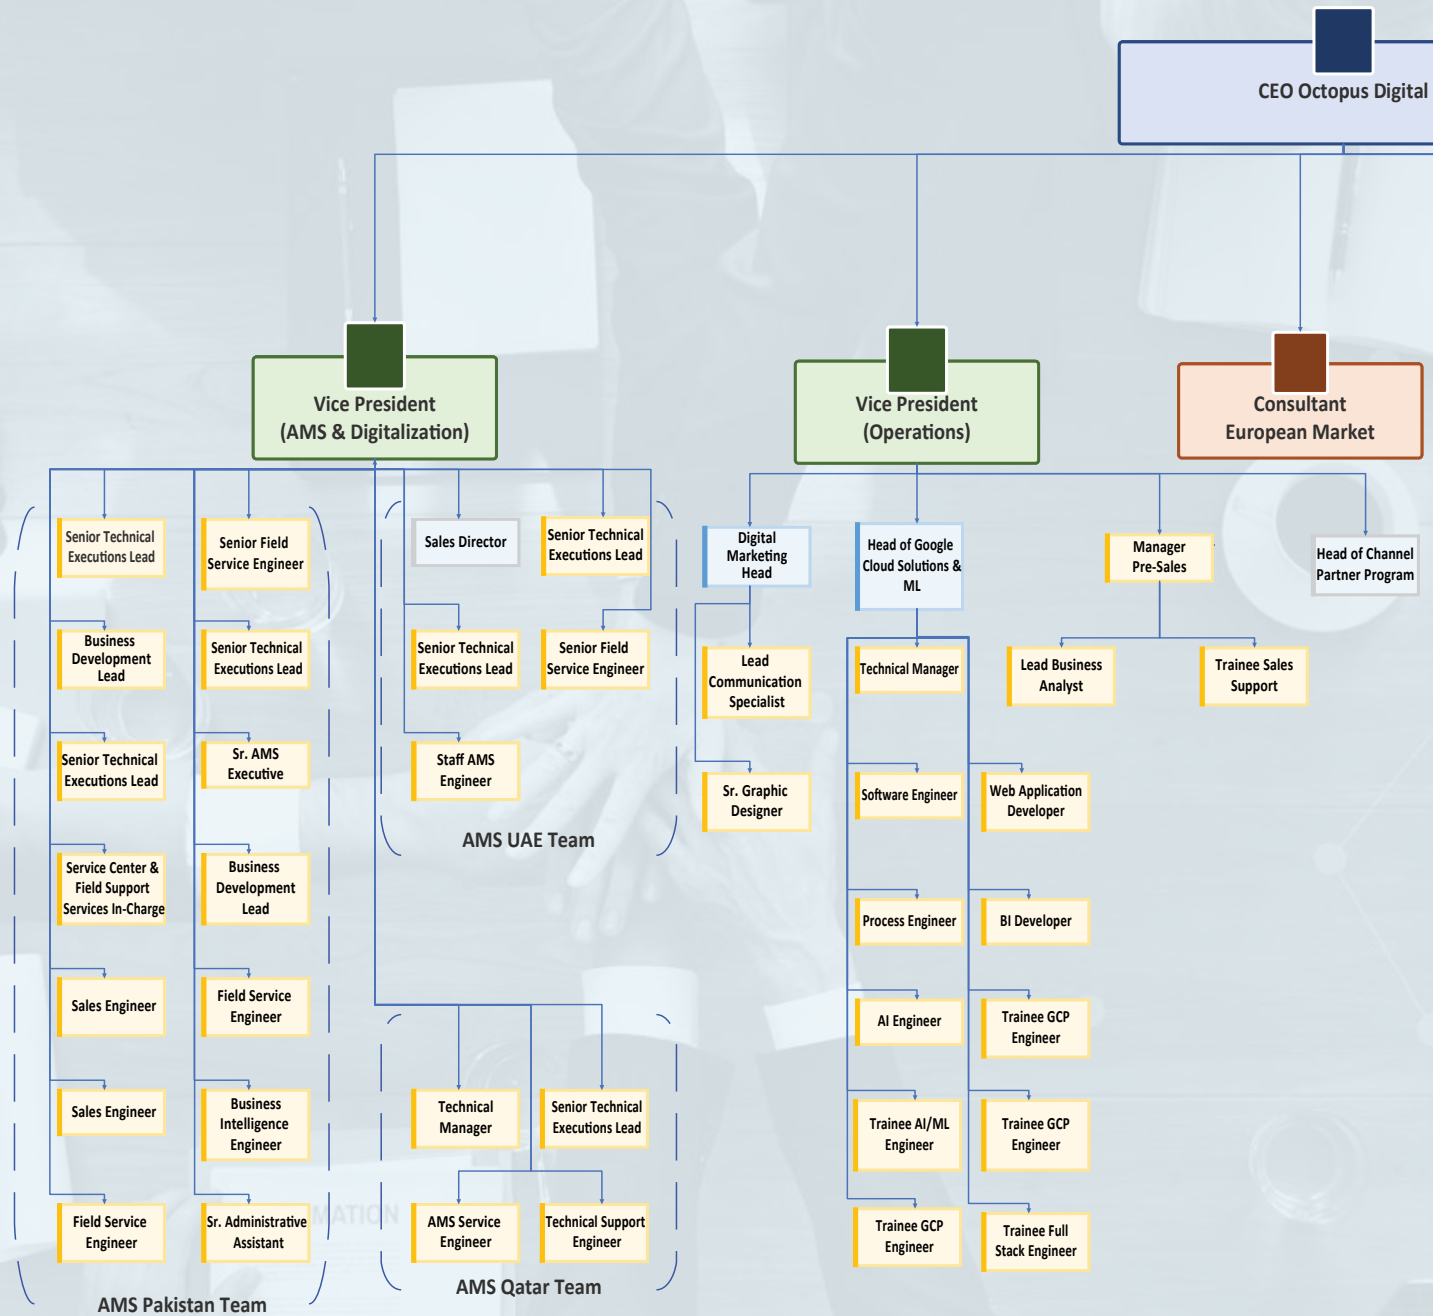 CEO Octopus Digital
Vice President
(AMS & Digitalization)
Vice President
(Operations)
Consultant
European Market
Senior Technical
Executions Lead
Senior Field
Service Engineer
Business
Development
Lead
Senior Technical
Executions Lead
Senior Technical
Executions Lead
Sr. AMS
Executive
Service Center &
Field Support
Services In-Charge
Business
Development
Lead
Sales Engineer
Field Service
Engineer
Sales Engineer
Business
Intelligence
Engineer
Field Service
Engineer
Sr. Administrative
Assistant
AMS Pakistan Team
Sales Director
Senior Technical
Executions Lead
Senior Technical
Executions Lead
Senior Field
Service Engineer
Staff AMS
Engineer
AMS UAE Team
Technical
Manager
Senior Technical
Executions Lead
AMS Service
Engineer
Technical Support
Engineer
AMS Qatar Team
MATION
Digital
Marketing
Head
Lead
Communication
Specialist
Sr. Graphic
Designer
Head of Google
Cloud Solutions &
ML
Technical Manager
Software Engineer
Web Application
Developer
Process Engineer
BI Developer
AI Engineer
Trainee GCP
Engineer
Trainee AI/ML
Engineer
Trainee GCP
Engineer
Trainee GCP
Engineer
Trainee Full
Stack Engineer
Manager
Pre-Sales
Lead Business
Analyst
Trainee Sales
Support
Head of Channel
Partner Program